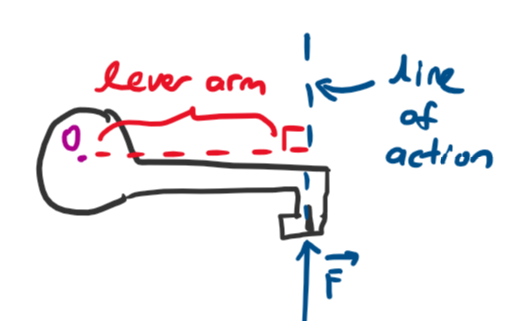 lever arm
line
of
action
O
F